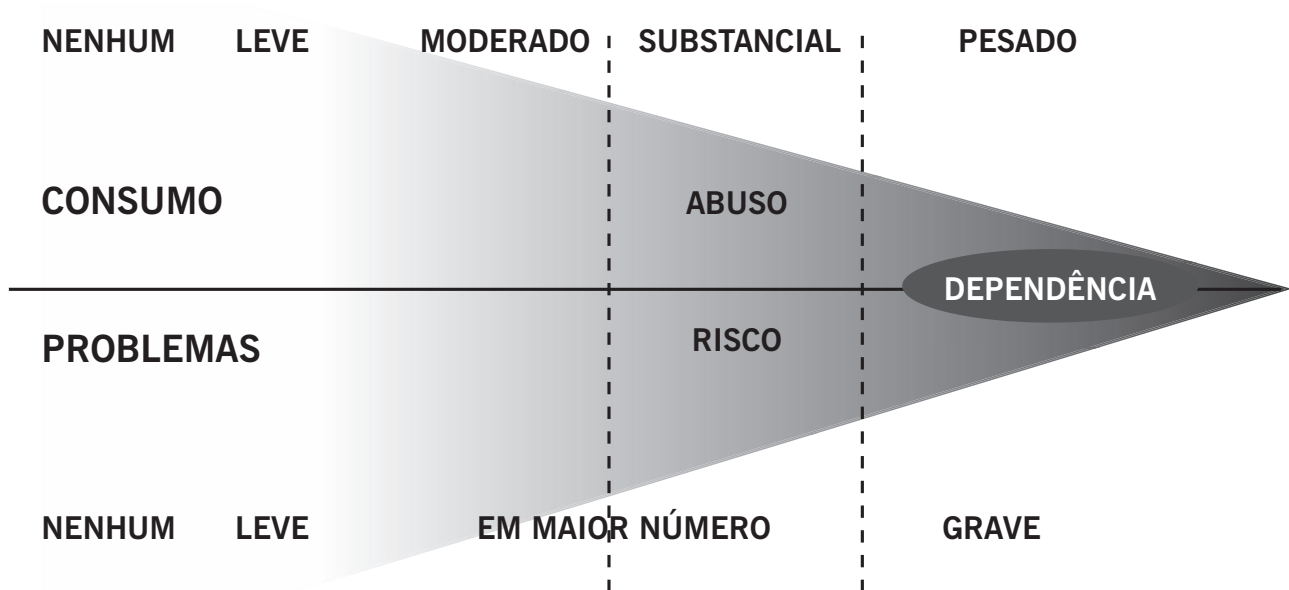 NENHUM LEVE MODERADO SUBSTANCIAL PESADO
CONSUMO ABUSO
DEPENDÊNCIA
PROBLEMAS RISCO
NENHUM LEVE EM MAIOR NÚMERO GRAVE